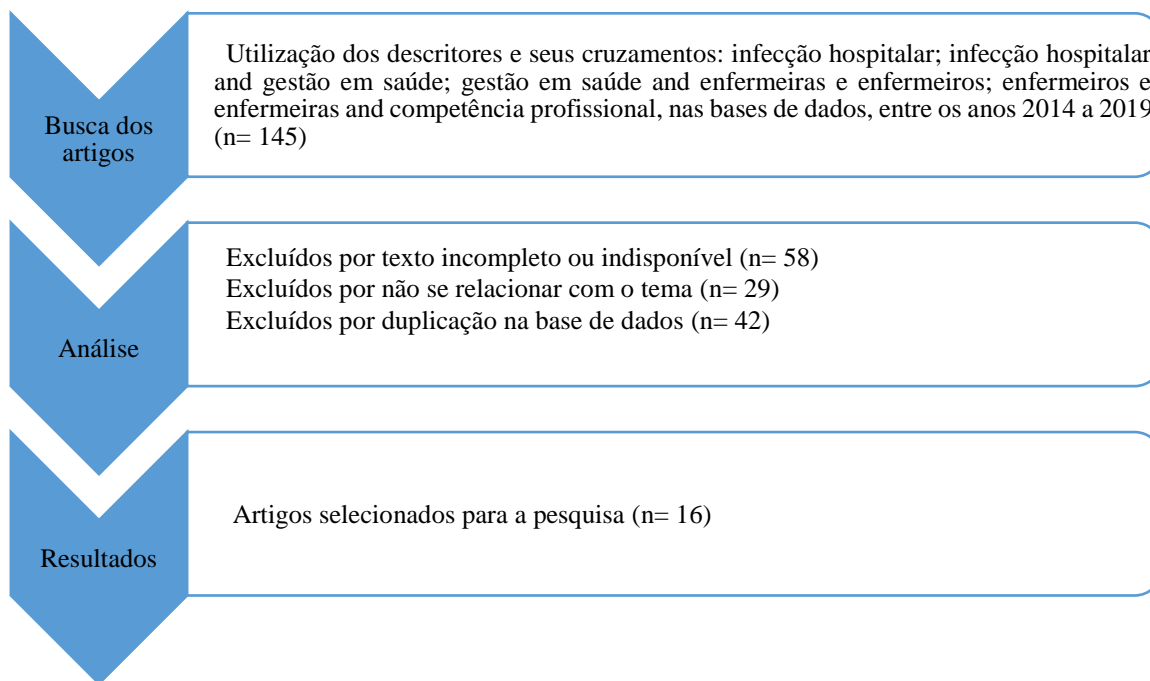 Busca dos
artigos
Utilização dos descritores e seus cruzamentos: infecção hospitalar; infecção hospitalar
and gestão em saúde; gestão em saúde and enfermeiras e enfermeiros; enfermeiros e
enfermeiras and competência profissional, nas bases de dados, entre os anos 2014 a 2019
(n= 145)
Análise
Excluídos por texto incompleto ou indisponível (n= 58)
Excluídos por não se relacionar com o tema (n= 29)
Excluídos por duplicação na base de dados (n= 42)
Resultados
Artigos selecionados para a pesquisa (n= 16)